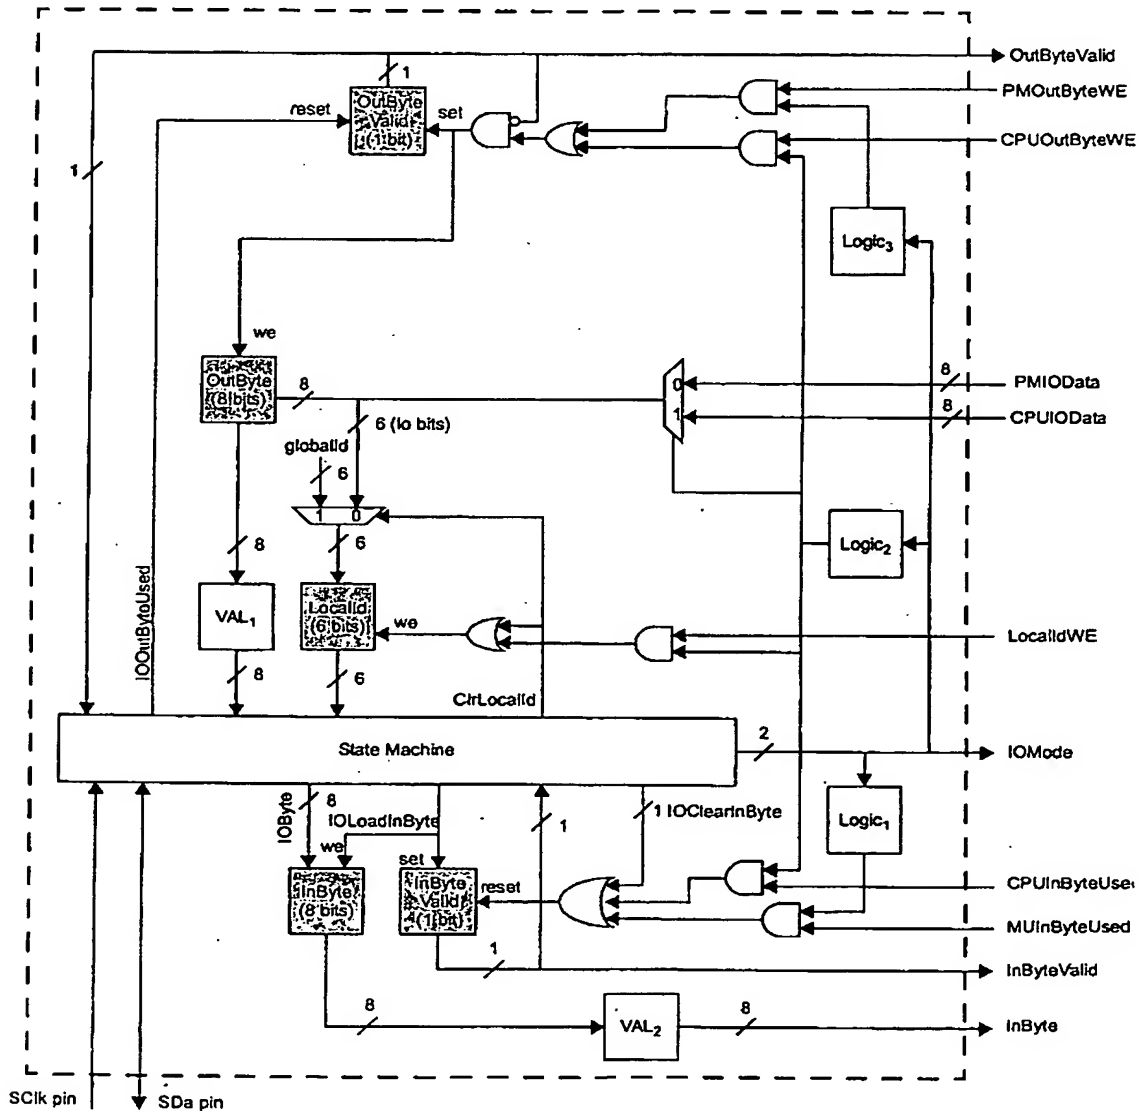 OutByteValid
1
PMOutByteWE
OutByte
Valid
(1 bit)
reset
set
CPUOutByteWE
1
Logic3
we
OutByte
(8 bits)
8
0
1
8
PMIOData
8
CPUIOData
6 (lo bits)
globalId
6
1 0
8
6
Logic2
IOOutByteUsed
VAL1
LocalId
(6 bits)
we
LocalIdWE
8
6
ClrLocalId
State Machine
2
IOMode
IOByte
8
IOLoadInByte
1
1 IOClearInByte
Logic1
we
set
InByte
(8 bits)
InByte
Valid
(1 bit)
reset
CPUInByteUse
MUInByteUsed
1
InByteValid
8
VAL2
8
InByte
SClk pin
SDa pin